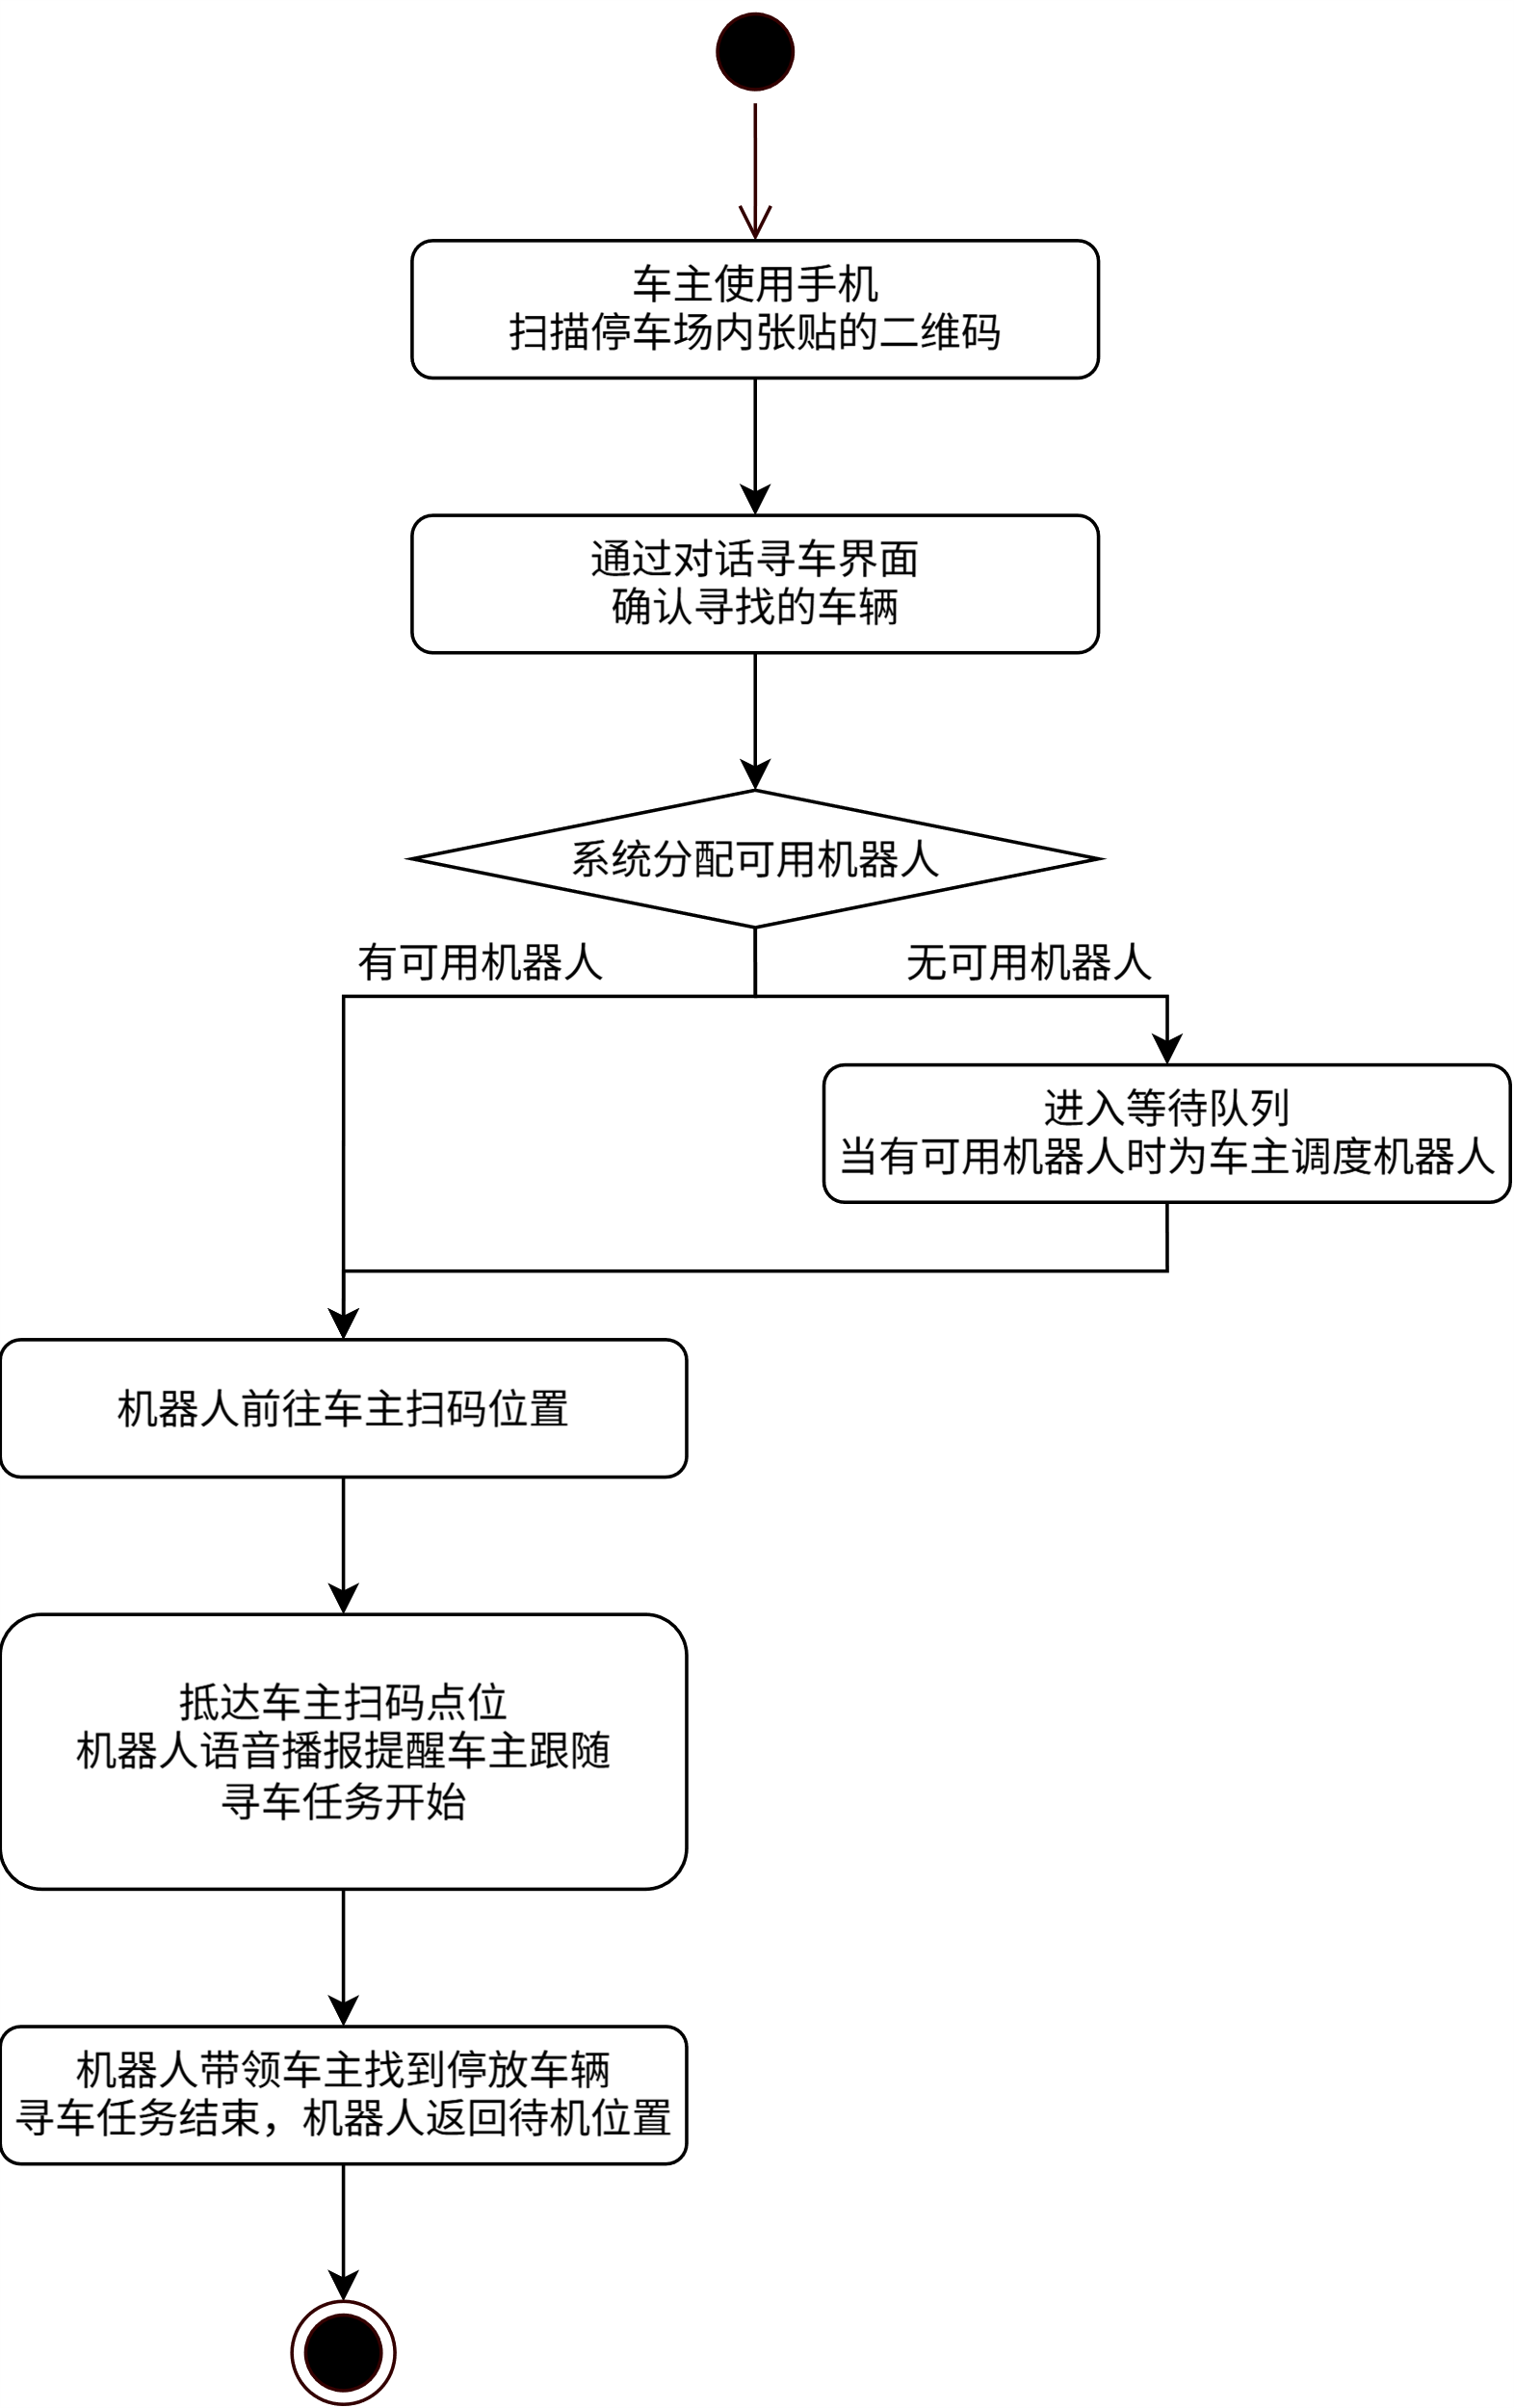 车主使用手机
扫描停车场内张贴的二维码
通过对话寻车界面
确认寻找的车辆
系统分配可用机器人
有可用机器人
无可用机器人
进入等待队列
当有可用机器人时为车主调度机器人
机器人前往车主扫码位置
抵达车主扫码点位
机器人语音播报提醒车主跟随
寻车任务开始
机器人带领车主找到停放车辆
寻车任务结束，机器人返回待机位置